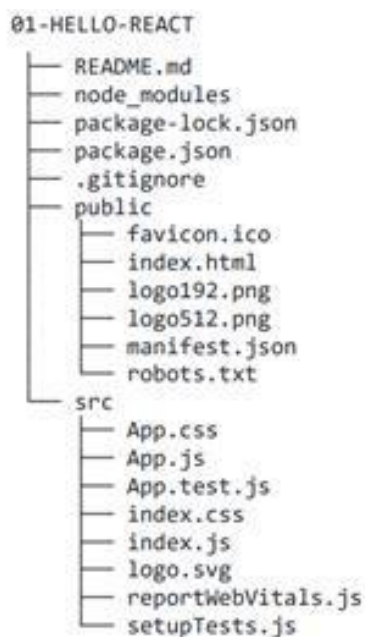 01-HELLO-REACT
README.md
node_modules
package-lock.json
package.json
.gitignore
public
favicon.ico
index.html
logo192.png
logo512.png
manifest.json
robots.txt
src
App.css
App.js
App.test.js
index.css
index.js
logo.svg
reportWebVitals.js
setupTests.js